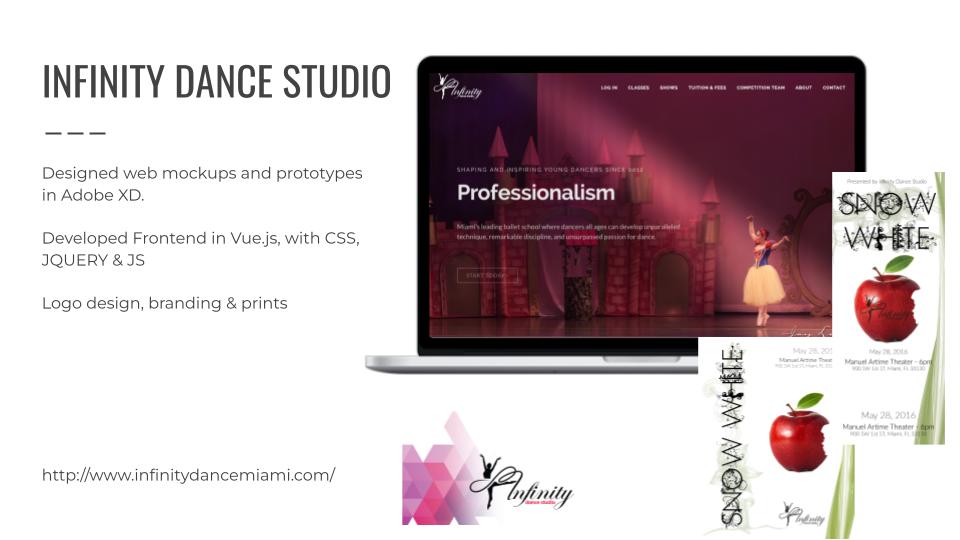 INFINITY DANCE STUDIO
Designed web mockups and prototypes
in Adobe XD.
Developed Frontend in Vue.js, with CSS,
JQUERY & JS
Logo design, branding & prints
http://www.infinitydancemiami.com/
Infinity
LOG IN CLASSES SHOWS TUITION & FEES COMPETITION TEAM ABOUT CONTACT
SHAPING AND INSPIRING YOUNG DANCERS SINCE 2012
Professionalism
Miami's leading ballet school where dancers all ages can develop unparalleled
technique, remarkable discipline, and unsurpassed passion for dance.
START TODAY
Presented by Infinity Dance Studio
SNOW
WHITE
Infinity
May 28, 2016
Manuel Artime Theater - 6pm
900 SW 1st ST, Miami, FL 33130
May 28, 2016
Manuel Artime Theater - 6pm
900 SW 1st ST, Miami, FL 33130
SNOW WHITE
May 28, 201
Manuel Artime Theat
900 SW 1st ST, Miami, FL
Infinity
Infinity
dance studio